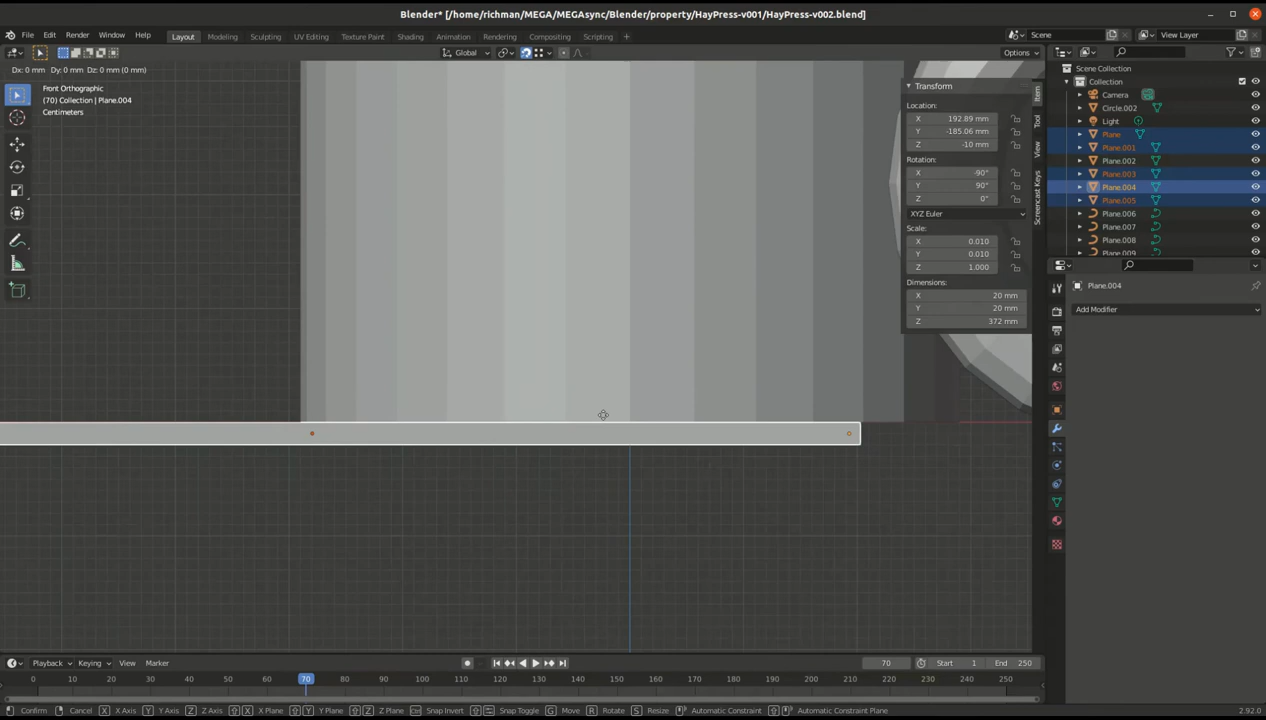 Blender* [/home/richman/MEGA/MEGAsync/Blender/property/HayPress-v001/HayPress-v002.blend]
File Edit Render Window Help Layout Modeling Sculpting UV Editing Texture Paint Shading Animation Rendering Compositing Scripting + Scene View Layer
Global Options
Dx: 0 mm Dy: 0 mm Dz: 0 mm (0 mm)
Front Orthographic
(70) Collection | Plane.004
Centimeters
Transform
Location:
X 192.89 mm
Y -185.06 mm
Z -10 mm
Rotation:
X -90°
Y 90°
Z 0°
XYZ Euler
Scale:
X 0.010
Y 0.010
Z 1.000
Dimensions:
X 20 mm
Y 20 mm
Z 372 mm
Item
Tool
View
Screencast Keys
Scene Collection
Collection
Camera
Circle.002
Light
Plane
Plane.001
Plane.002
Plane.003
Plane.004
Plane.005
Plane.006
Plane.007
Plane.008
Plane.009
Plane.004
Add Modifier
Playback Keying View Marker 70 Start 1 End 250
0 10 20 30 40 50 60 70 80 90 100 110 120 130 140 150 160 170 180 190 200 210 220 230 240 250
Confirm Cancel X X Axis Y Y Axis Z Z Axis X X Plane Y Y Plane Z Z Plane Ctrl Snap Invert Snap Toggle G Move R Rotate S Resize Automatic Constraint Automatic Constraint Plane 2.92.0